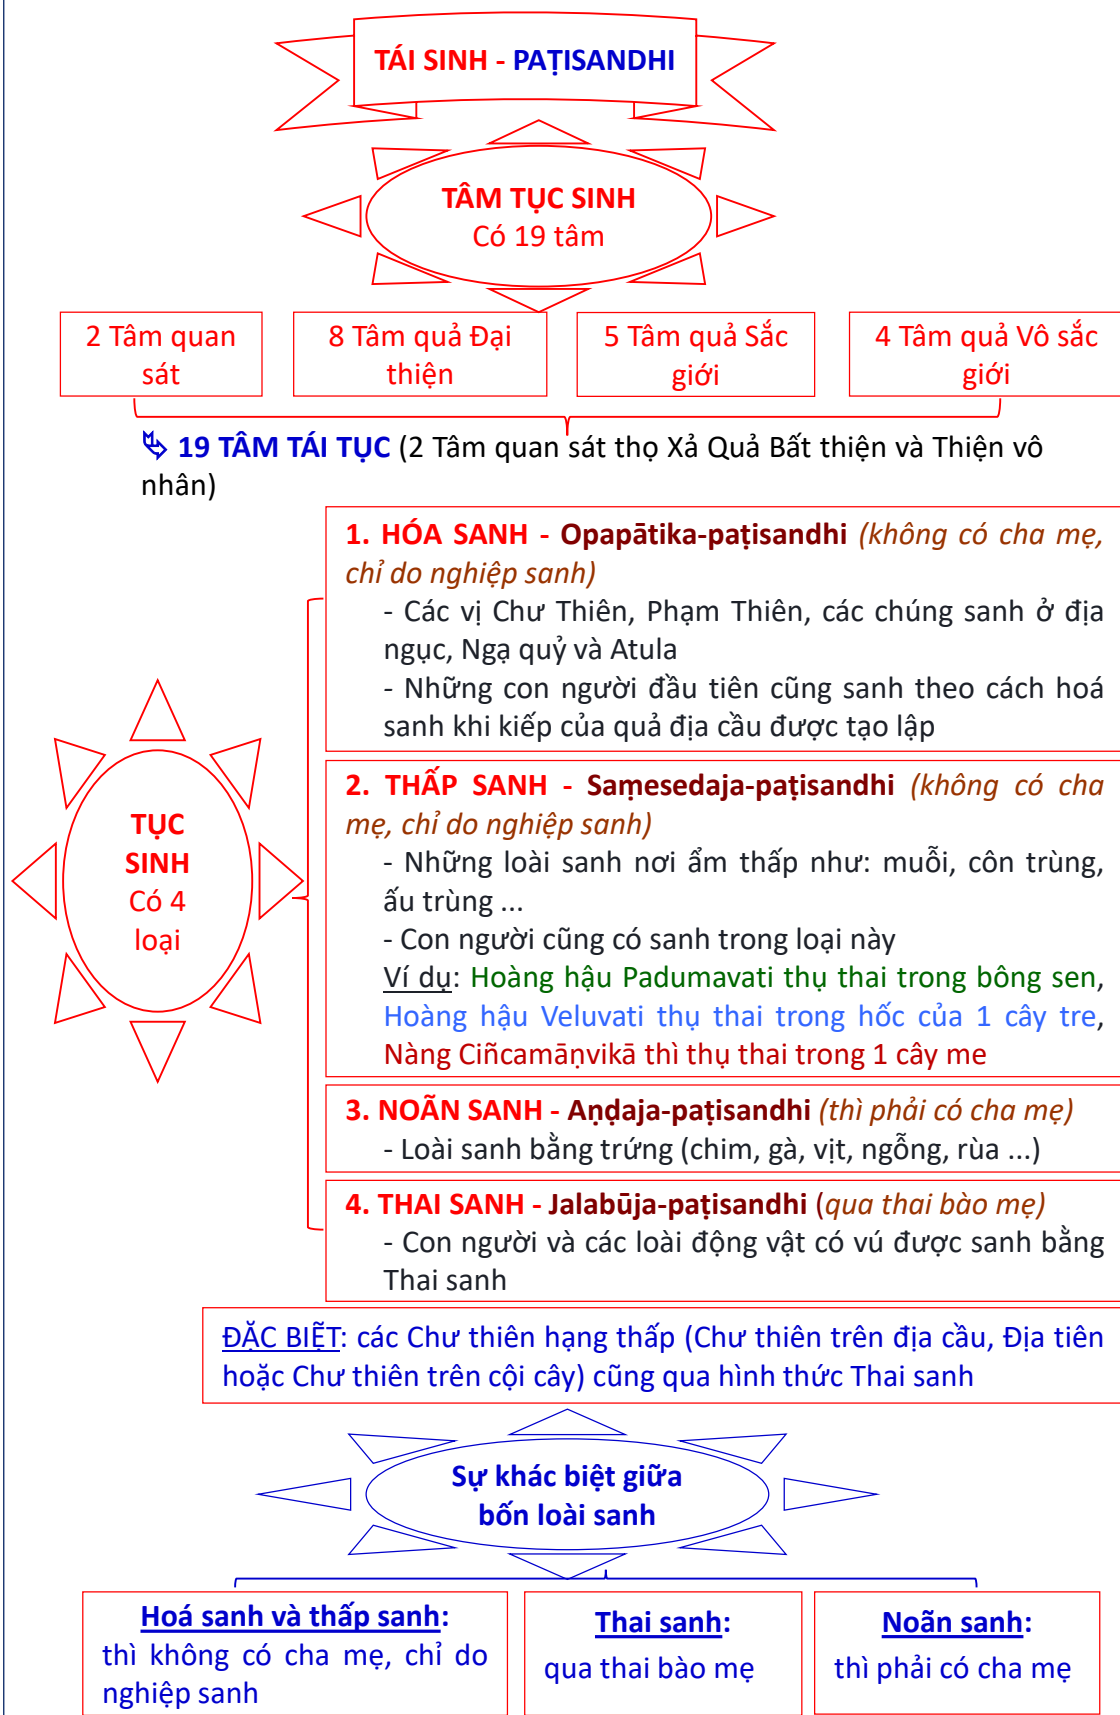 TÁI SINH - PAṬISANDHI
TÂM TỤC SINH
Có 19 tâm
2 Tâm quan
sát
8 Tâm quả Đại
thiện
5 Tâm quả Sắc
giới
4 Tâm quả Vô sắc
giới
19 TÂM TÁI TỤC (2 Tâm quan sát thọ Xả Quả Bất thiện và Thiện vô
nhân)
TỤC
SINH
Có 4
loại
1. HÓA SANH - Opapātika-paṭisandhi (không có cha mẹ,
chỉ do nghiệp sanh)
- Các vị Chư Thiên, Phạm Thiên, các chúng sanh ở địa
ngục, Ngạ quỷ và Atula
- Những con người đầu tiên cũng sanh theo cách hoá
sanh khi kiếp của quả địa cầu được tạo lập
2. THẤP SANH - Saṃesedaja-paṭisandhi (không có cha
mẹ, chỉ do nghiệp sanh)
- Những loài sanh nơi ẩm thấp như: muỗi, côn trùng,
ấu trùng ...
- Con người cũng có sanh trong loại này
Ví dụ: Hoàng hậu Padumavati thụ thai trong bông sen,
Hoàng hậu Veluvati thụ thai trong hốc của 1 cây tre,
Nàng Ciñcamāṇvikā thì thụ thai trong 1 cây me
3. NOÃN SANH - Aṇḍaja-paṭisandhi (thì phải có cha mẹ)
- Loài sanh bằng trứng (chim, gà, vịt, ngỗng, rùa ...)
4. THAI SANH - Jalabūja-paṭisandhi (qua thai bào mẹ)
- Con người và các loài động vật có vú được sanh bằng
Thai sanh
ĐẶC BIỆT: các Chư thiên hạng thấp (Chư thiên trên địa cầu, Địa tiên
hoặc Chư thiên trên cội cây) cũng qua hình thức Thai sanh
Sự khác biệt giữa
bốn loài sanh
Hoá sanh và thấp sanh:
thì không có cha mẹ, chỉ do
nghiệp sanh
Thai sanh:
qua thai bào mẹ
Noãn sanh:
thì phải có cha mẹ